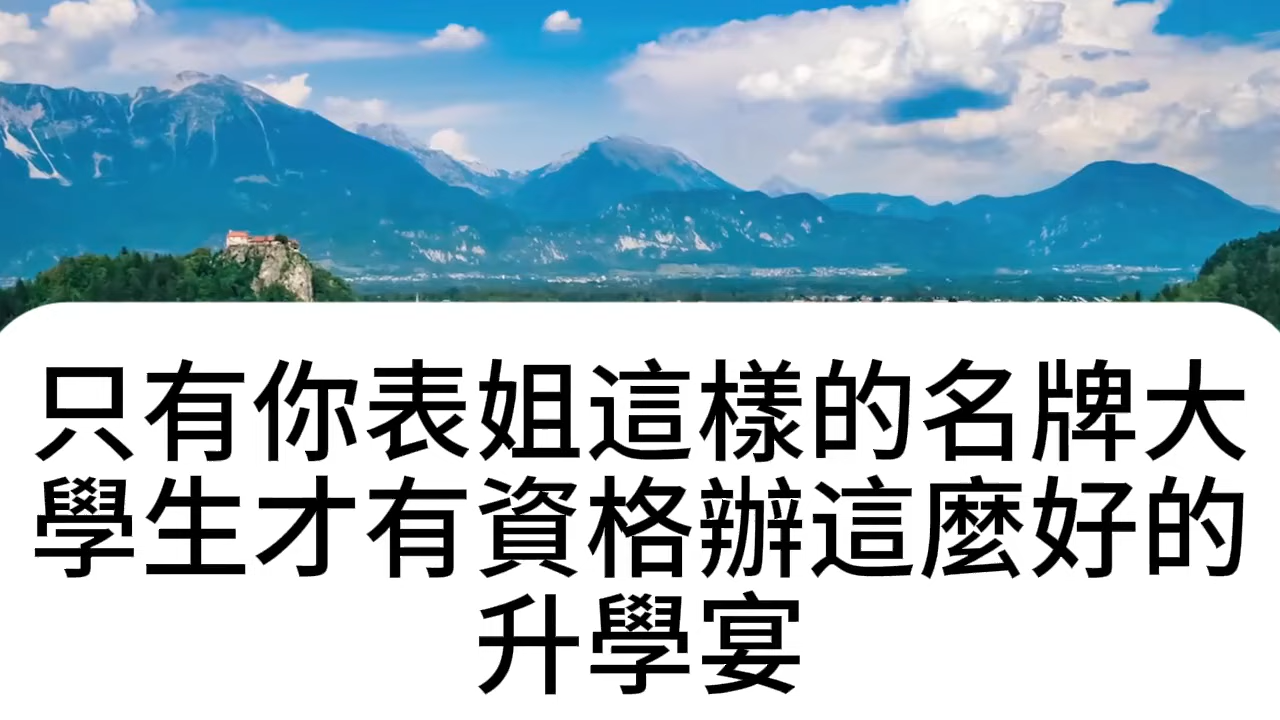 只有你表姐這樣的名牌大
學生才有資格辦這麼好的
升學宴